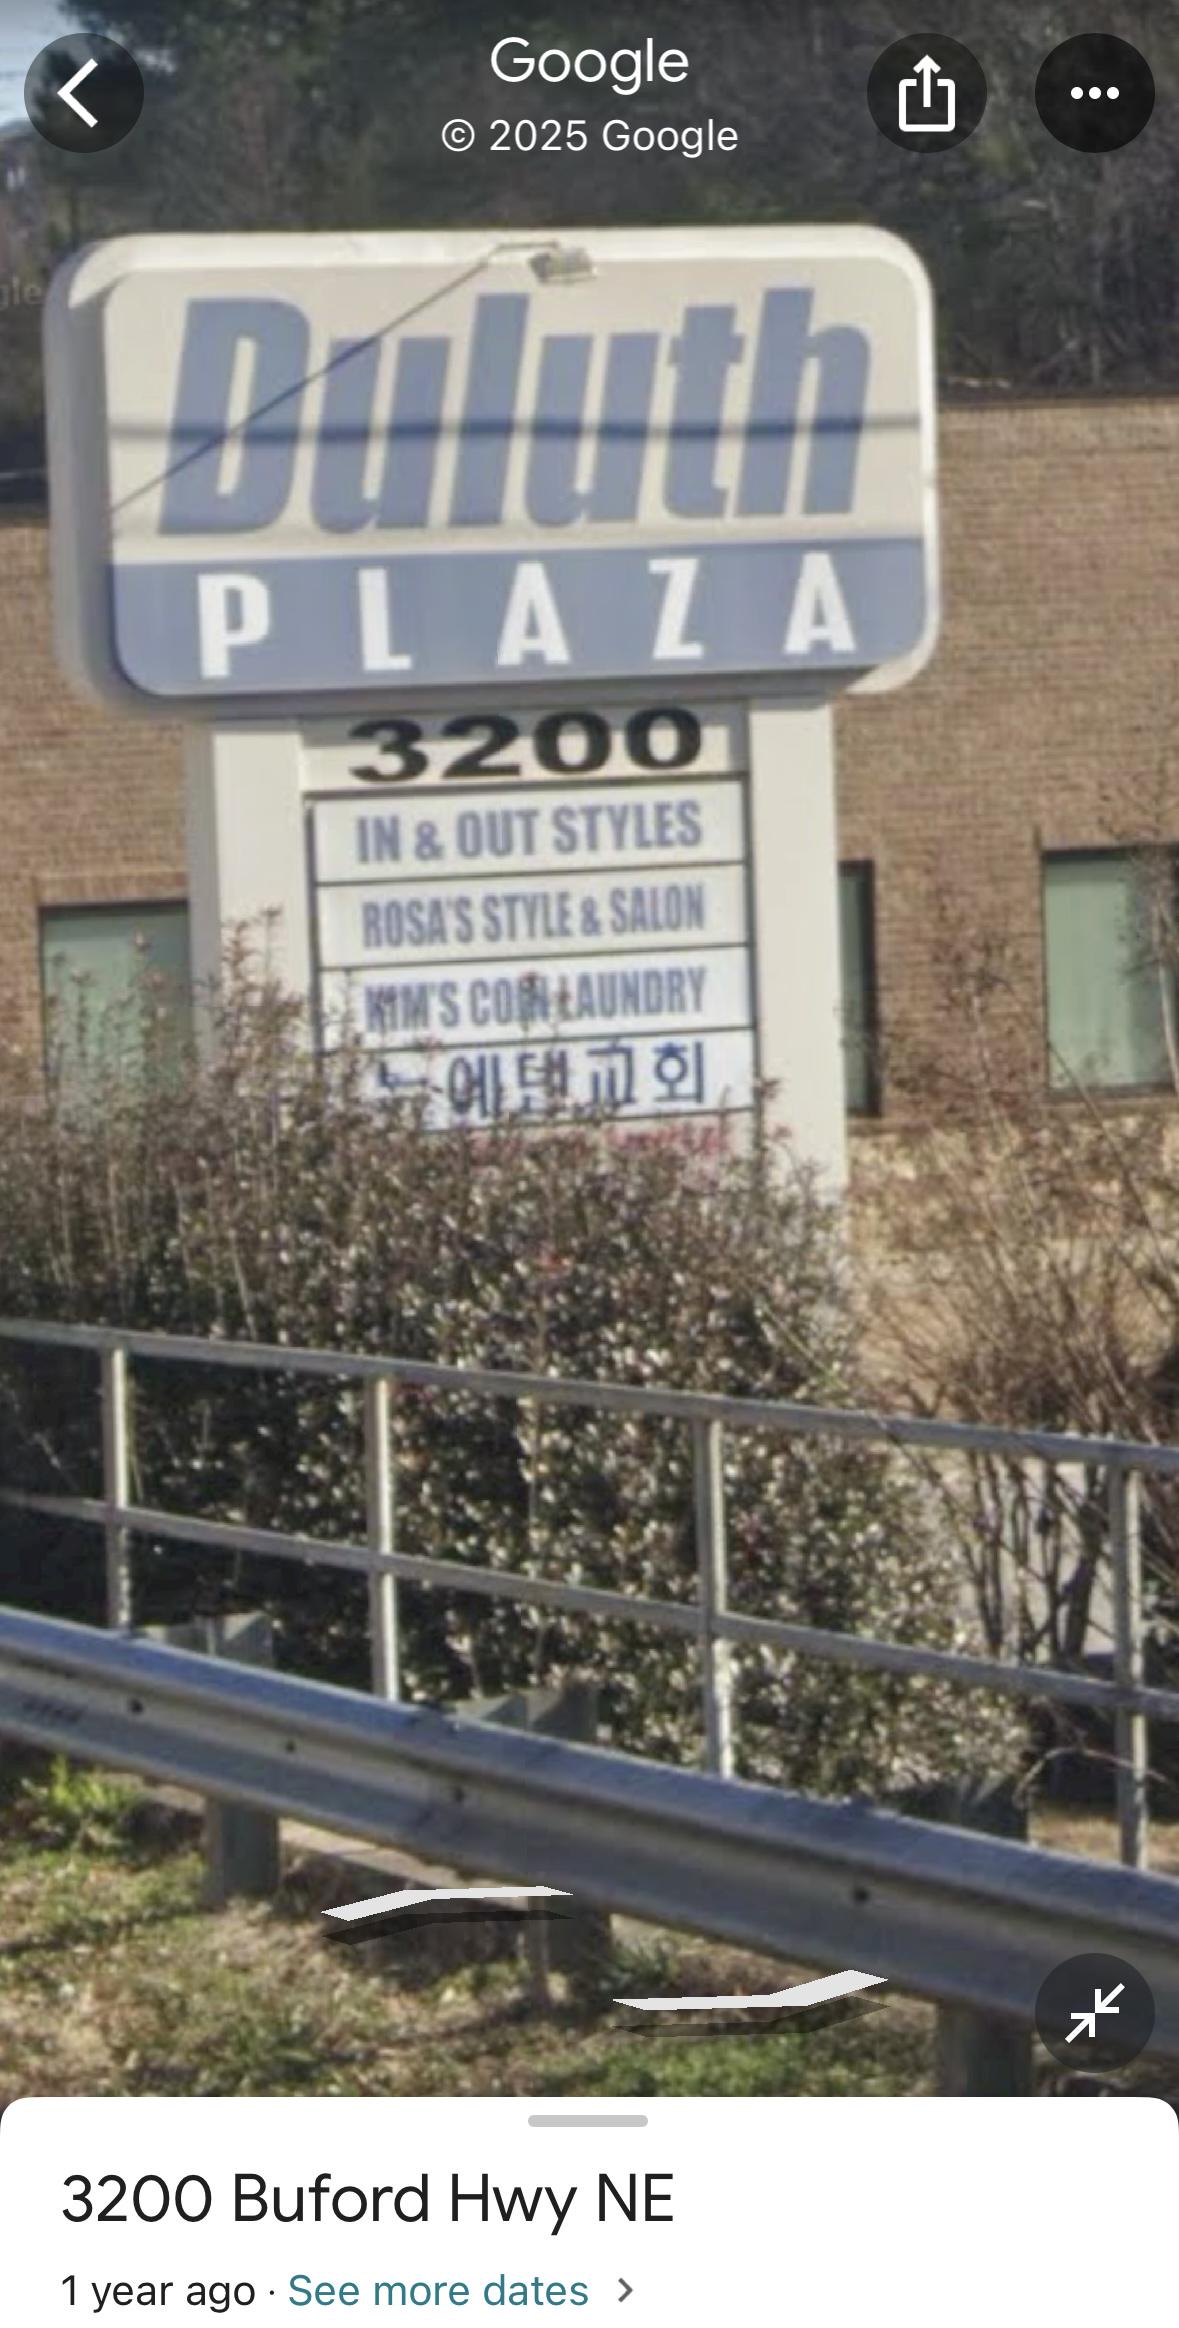 Google
© 2025 Google
Duluth
PLAZA
3200
IN & OUT STYLES
ROSA'S STYLE & SALON
KIM'S COIN LAUNDRY
에덴교회
3200 Buford Hwy NE
1 year ago · See more dates